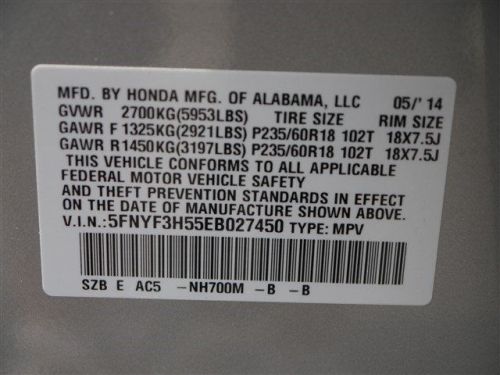 MFD. BY HONDA MFG. OF ALABAMA, LLC 05/'14
GVWR 2700KG(5953LBS) TIRE SIZE RIM SIZE
GAWR F 1325KG(2921LBS) P235/60R18 102T 18X7.5J
GAWR R1450KG(3197LBS) P235/60R18 102T 18X7.5J
THIS VEHICLE CONFORMS TO ALL APPLICABLE
FEDERAL MOTOR VEHICLE SAFETY
AND THEFT PREVENTION STANDARDS IN EFFECT
ON THE DATE OF MANUFACTURE SHOWN ABOVE.
V.I.N.:5FNYF3H55EB027450 TYPE: MPV
SZB E AC5 -NH700M -B -B